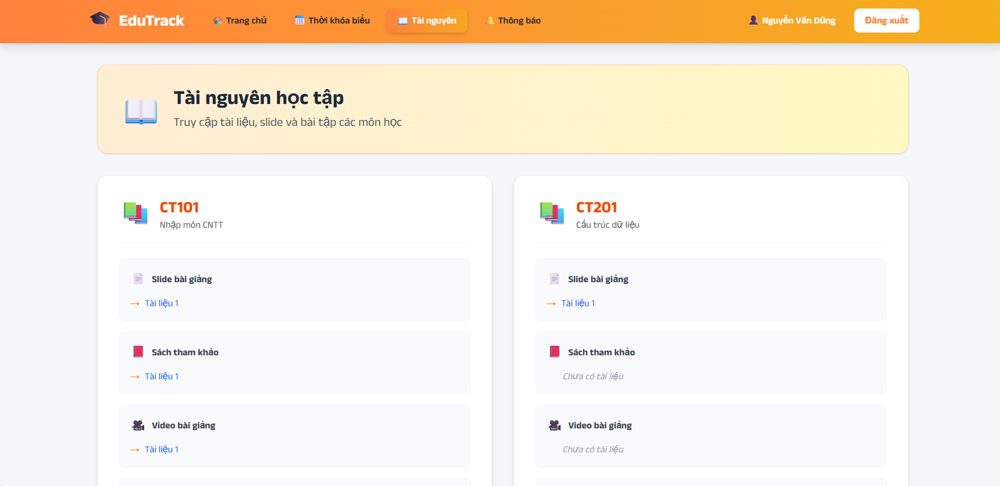 EduTrack
Trang chủ
Thời khóa biểu
Tài nguyên
Thông báo
Nguyễn Văn Dũng
Đăng xuất
Tài nguyên học tập
Truy cập tài liệu, slide và bài tập các môn học
CT101
Nhập môn CNTT
Slide bài giảng
→ Tài liệu 1
Sách tham khảo
→ Tài liệu 1
Video bài giảng
→ Tài liệu 1
CT201
Cấu trúc dữ liệu
Slide bài giảng
→ Tài liệu 1
Sách tham khảo
Chưa có tài liệu
Video bài giảng
Chưa có tài liệu